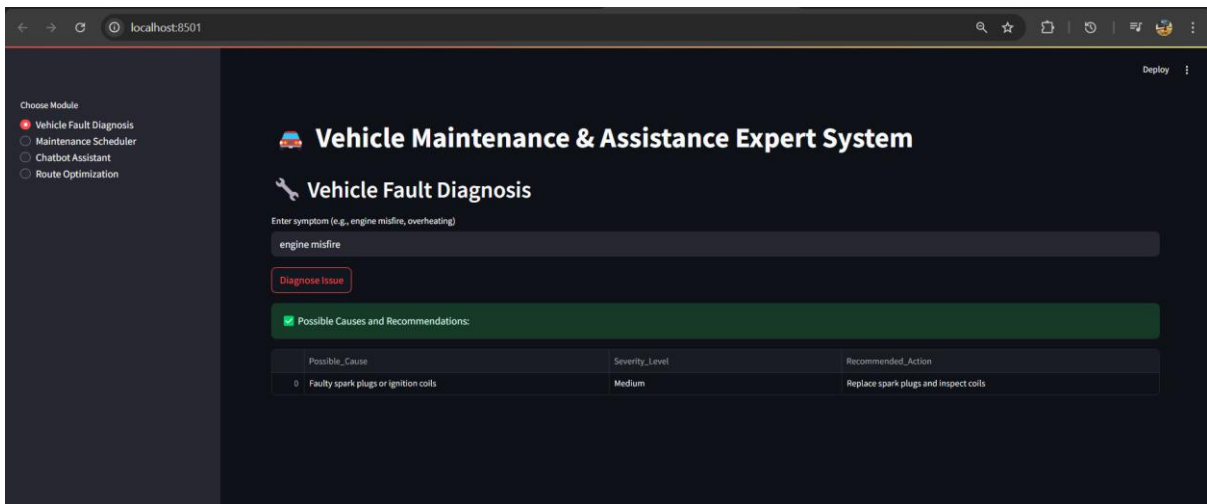 localhost:8501
Deploy
Choose Module
Vehicle Fault Diagnosis
Maintenance Scheduler
Chatbot Assistant
Route Optimization
Vehicle Maintenance & Assistance Expert System
Vehicle Fault Diagnosis
Enter symptom (e.g., engine misfire, overheating)
engine misfire
Diagnose Issue
Possible Causes and Recommendations:
Possible_Cause Severity_Level Recommended_Action
0 Faulty spark plugs or ignition coils Medium Replace spark plugs and inspect coils